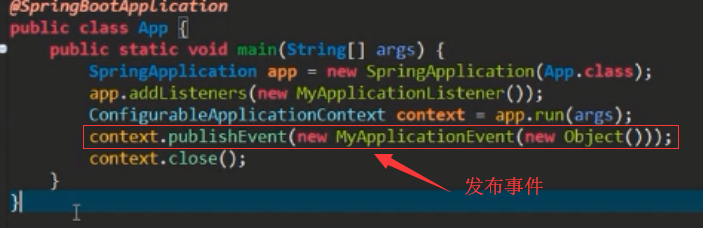 @SpringBootApplication
public class App {
public static void main(String[] args) {
SpringApplication app = new SpringApplication(App.class);
app.addListeners(new MyApplicationListener());
ConfigurableApplicationContext context = app.run(args);
context.publishEvent(new MyApplicationEvent(new Object()));
context.close();
}
发布事件
}